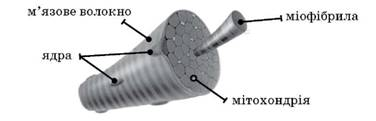 м’язове волокно
міофібрила
ядра
мітохондрія